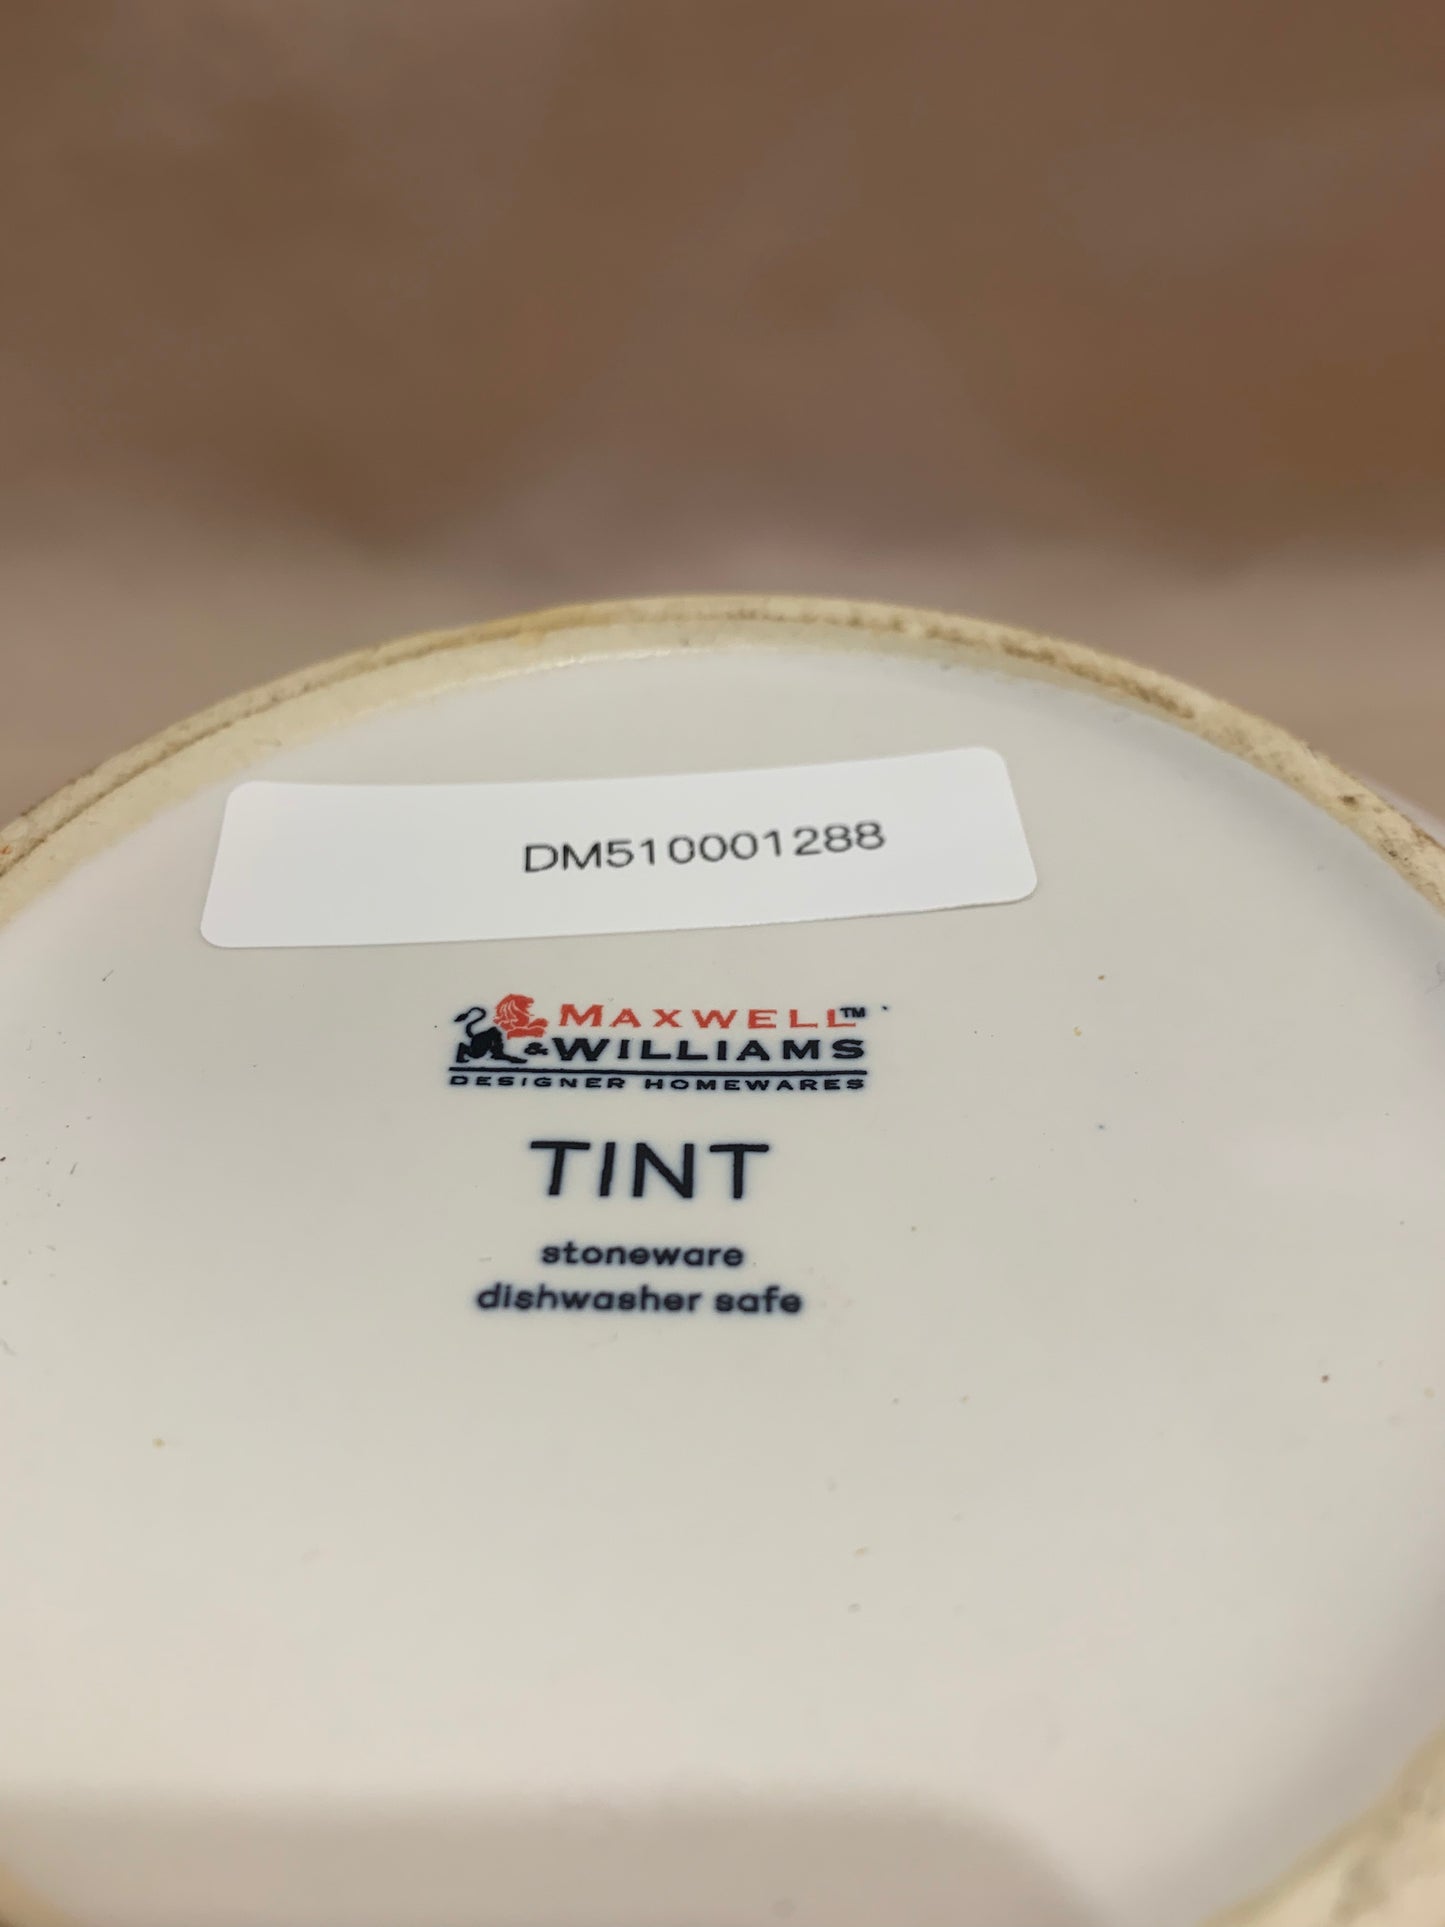 DM510001288
MAXWELL™
&WILLIAMS
DESIGNER HOMEWARES
TINT
stoneware
dishwasher safe